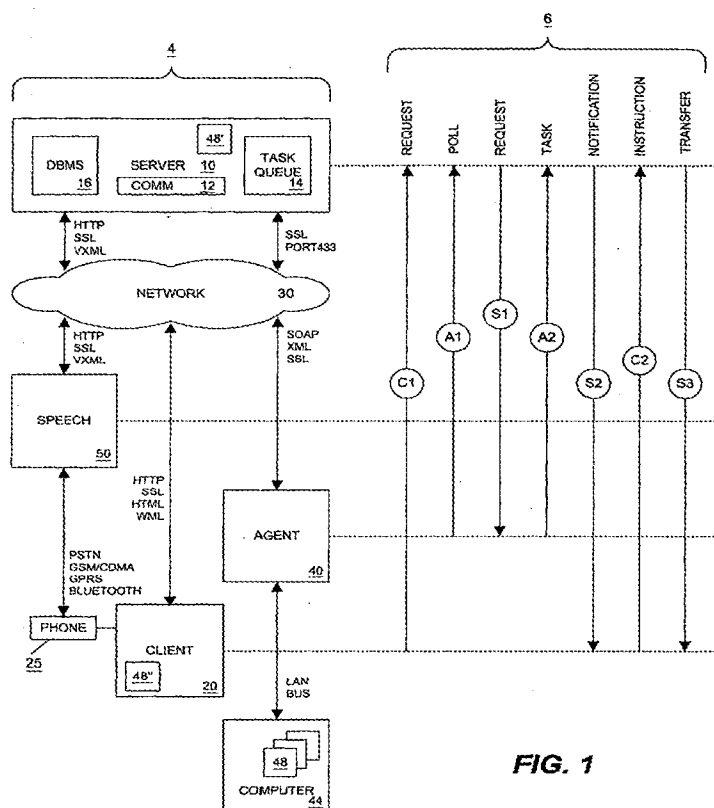 4
6
REQUEST
POLL
REQUEST
TASK
NOTIFICATION
INSTRUCTION
TRANSFER
48'
DBMS
16
SERVER
10
COMM
12
TASK
QUEUE
14
HTTP
SSL
VXML
SSL
PORT433
NETWORK
30
HTTP
SSL
VXML
SOAP
XML
SSL
C1
A1
S1
A2
S2
C2
S3
SPEECH
50
HTTP
SSL
HTML
WML
AGENT
40
PSTN
GSM/CDMA
GPRS
BLUETOOTH
PHONE
25
CLIENT
48"
20
LAN
BUS
48
COMPUTER
44
FIG. 1